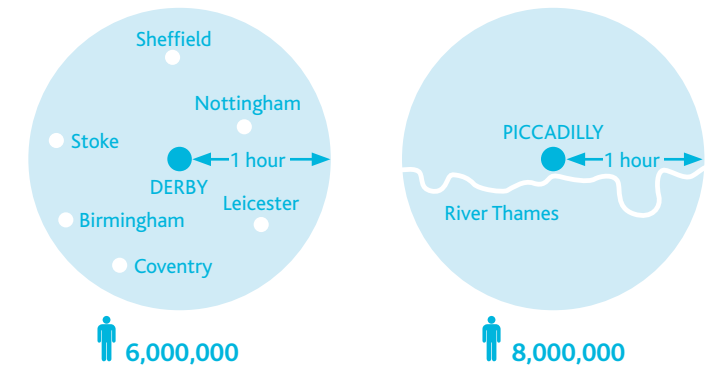 Sheffield
Nottingham
Stoke
1 hour
DERBY
Leicester
Birmingham
Coventry
6,000,000
PICCADILLY
1 hour
River Thames
8,000,000